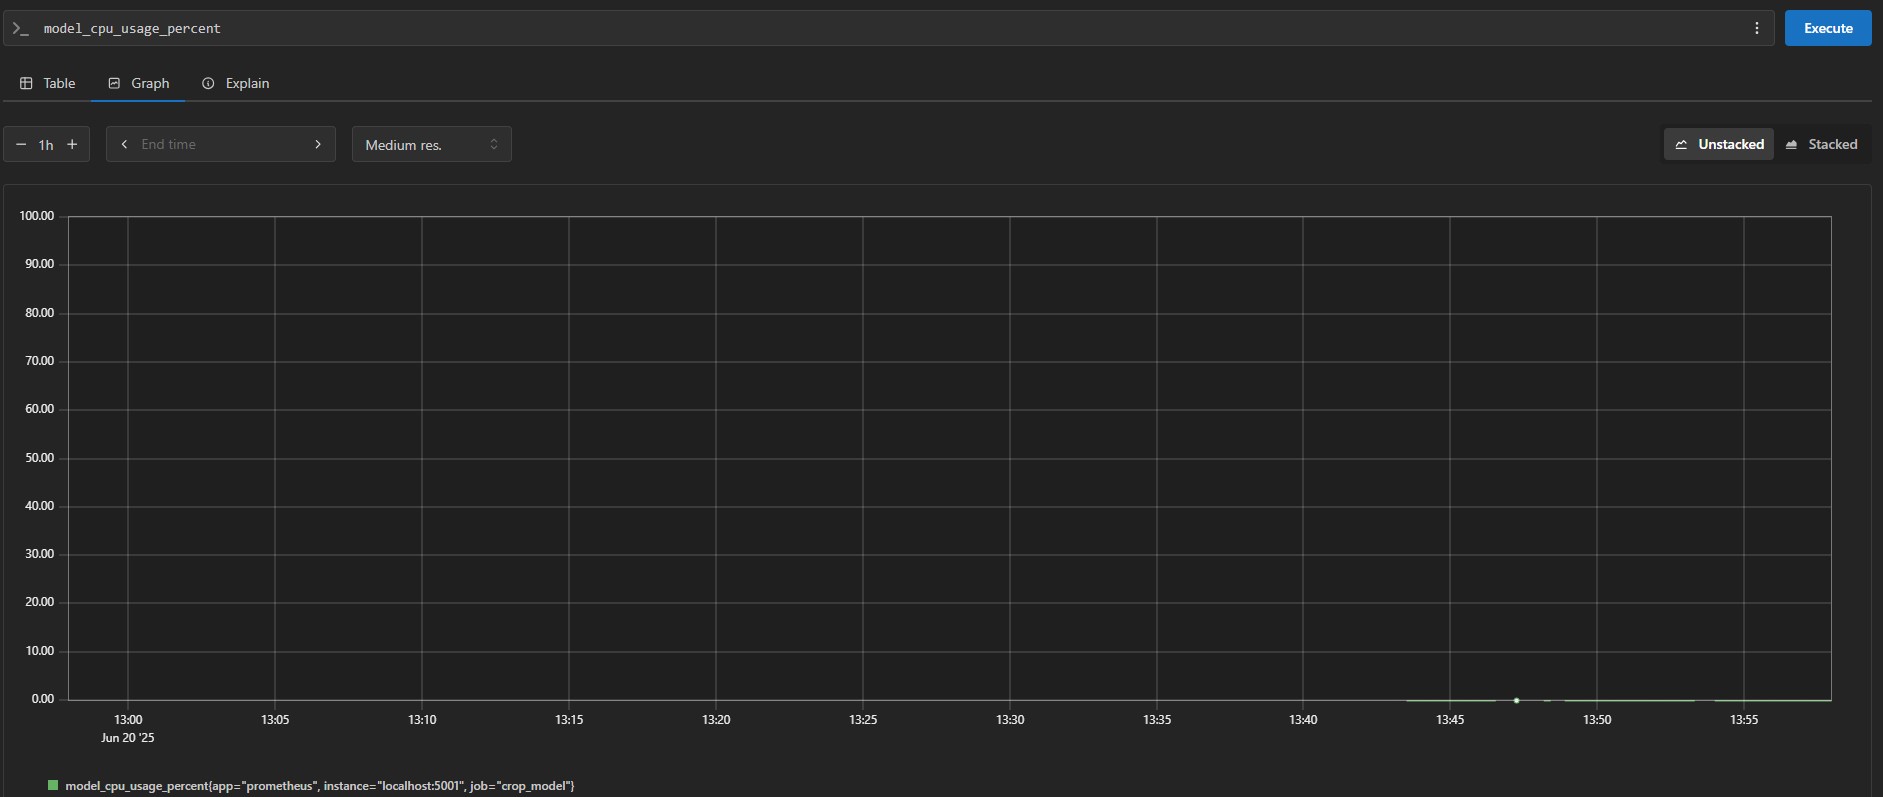 model_cpu_usage_percent
Execute
Table Graph Explain
1h End time Medium res. Unstacked Stacked
100.00
90.00
80.00
70.00
60.00
50.00
40.00
30.00
20.00
10.00
0.00
13:00 13:05 13:10 13:15 13:20 13:25 13:30 13:35 13:40 13:45 13:50 13:55
Jun 20 '25
model_cpu_usage_percent{app="prometheus", instance="localhost:5001", job="crop_model"}